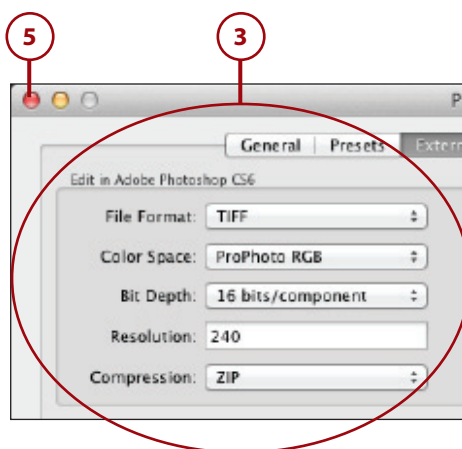 5 3
P
General Presets Extern
Edit in Adobe Photoshop CS6
File Format: TIFF
Color Space: ProPhoto RGB
Bit Depth: 16 bits/component
Resolution: 240
Compression: ZIP